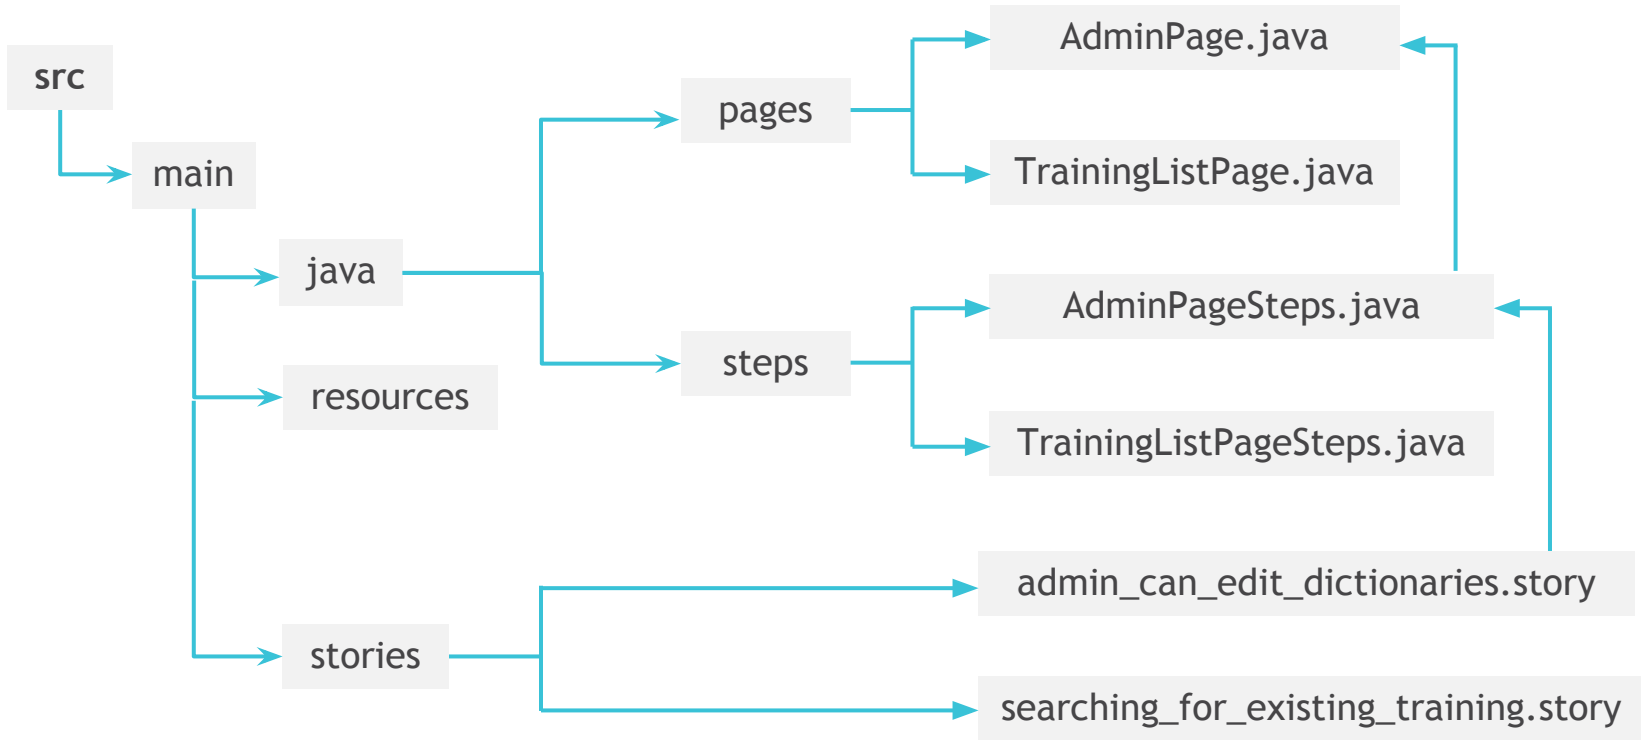 src
main
java
resources
stories
pages
steps
AdminPage.java
TrainingListPage.java
AdminPageSteps.java
TrainingListPageSteps.java
admin_can_edit_dictionaries.story
searching_for_existing_training.story